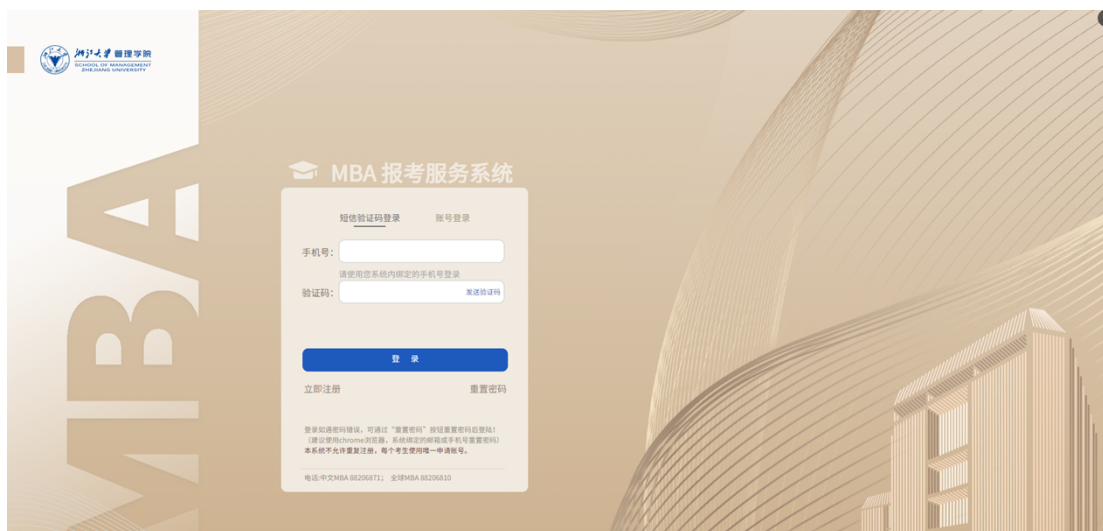 浙江大学 管理学院
SCHOOL OF MANAGEMENT
ZHEJIANG UNIVERSITY
MBA
MBA 报考服务系统
短信验证码登录 账号登录
手机号：
请使用您系统内绑定的手机号登录
验证码： 发送验证码
登 录
立即注册 重置密码
登录如遇密码错误，可通过“重置密码”按钮重置密码后登陆！
（建议使用chrome浏览器，系统绑定的邮箱或手机号重置密码）
本系统不允许重复注册，每个考生使用唯一申请账号。
电话:中文MBA 88206871； 全球MBA 88206810